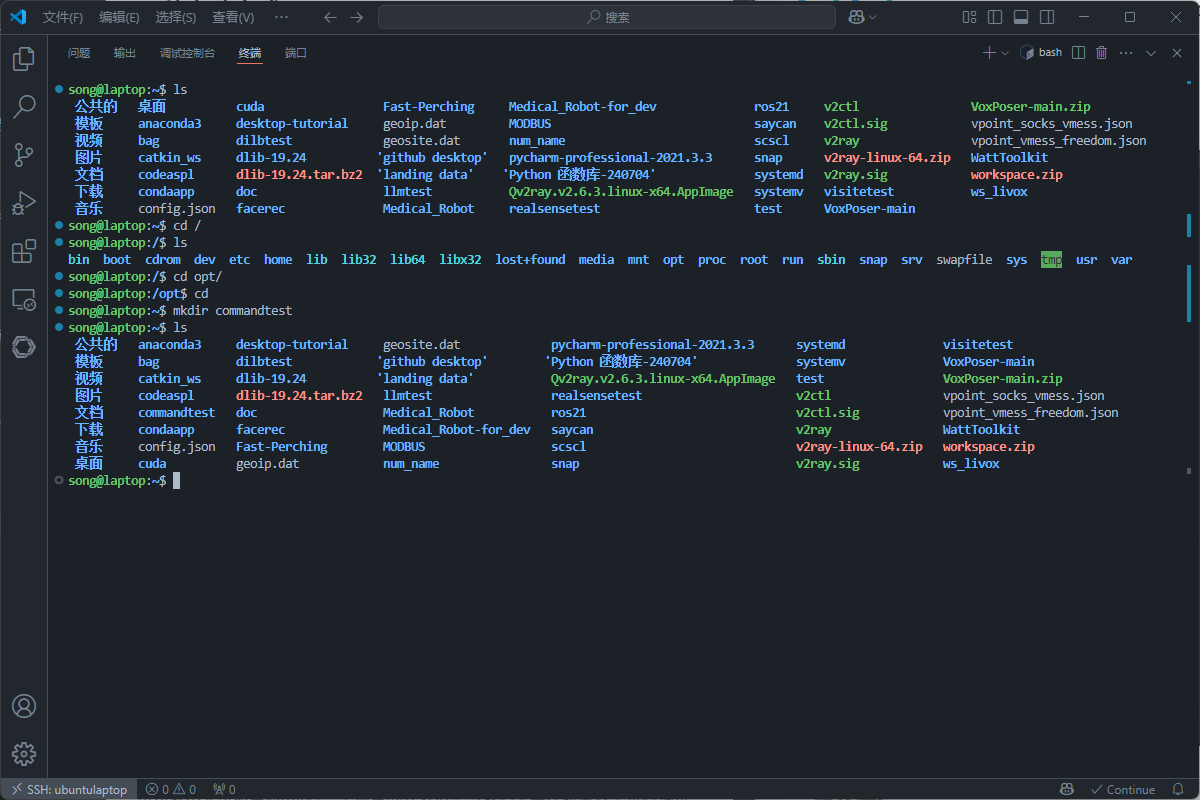 文件(F) 编辑(E) 选择(S) 查看(V) ··· 搜索
问题 输出 调试控制台 终端 端口 bash
song@laptop:~$ ls
公共的 桌面 cuda Fast-Perching Medical_Robot-for_dev ros21 v2ctl VoxPoser-main.zip
模板 anaconda3 desktop-tutorial geoip.dat MODBUS saycan v2ctl.sig vpoint_socks_vmess.json
视频 bag dilbtest geosite.dat num_name scscl v2ray vpoint_vmess_freedom.json
图片 catkin_ws dlib-19.24 'github desktop' pycharm-professional-2021.3.3 snap v2ray-linux-64.zip WattToolkit
文档 codeaspl dlib-19.24.tar.bz2 'landing data' 'Python 函数库-240704' systemd v2ray.sig workspace.zip
下载 condaapp doc llmtest Qv2ray.v2.6.3.linux-x64.AppImage systemv visitetest ws_livox
音乐 config.json facerec Medical_Robot realsensetest test VoxPoser-main
song@laptop:~$ cd /
song@laptop:/$ ls
bin boot cdrom dev etc home lib lib32 lib64 libx32 lost+found media mnt opt proc root run sbin snap srv swapfile sys tmp usr var
song@laptop:/$ cd opt/
song@laptop:/opt$ cd
song@laptop:~$ mkdir commandtest
song@laptop:~$ ls
公共的 anaconda3 desktop-tutorial geosite.dat pycharm-professional-2021.3.3 systemd visitetest
模板 bag dilbtest 'github desktop' 'Python 函数库-240704' systemv VoxPoser-main
视频 catkin_ws dlib-19.24 'landing data' Qv2ray.v2.6.3.linux-x64.AppImage test VoxPoser-main.zip
图片 codeaspl dlib-19.24.tar.bz2 llmtest realsensetest v2ctl vpoint_socks_vmess.json
文档 commandtest doc Medical_Robot ros21 v2ctl.sig vpoint_vmess_freedom.json
下载 condaapp facerec Medical_Robot-for_dev saycan v2ray WattToolkit
音乐 config.json Fast-Perching MODBUS scscl v2ray-linux-64.zip workspace.zip
桌面 cuda geoip.dat num_name snap v2ray.sig ws_livox
song@laptop:~$
SSH: ubuntulaptop 0 0 0 Continue